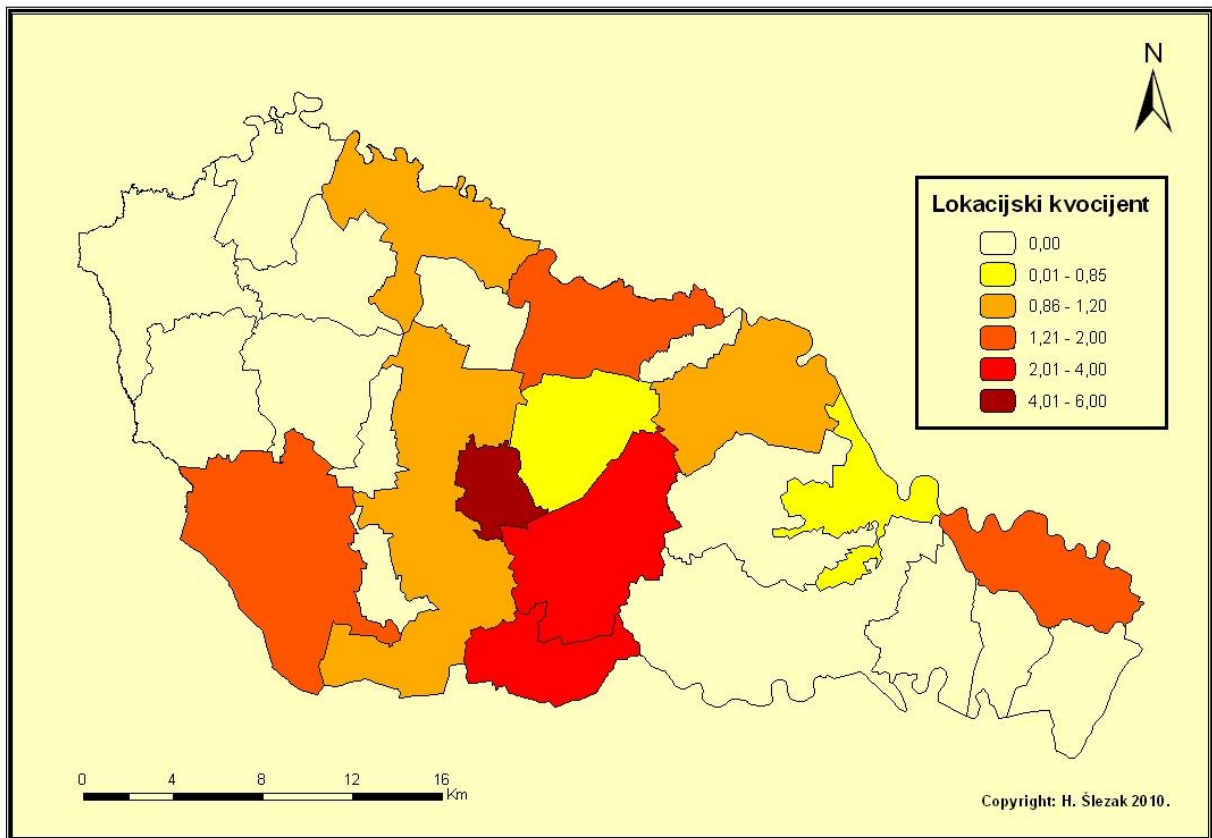 N
Lokacijski kvocijent
0,00
0,01 - 0,85
0,86 - 1,20
1,21 - 2,00
2,01 - 4,00
4,01 - 6,00
0 4 8 12 16
Km
Copyright: H. Šlezak 2010.